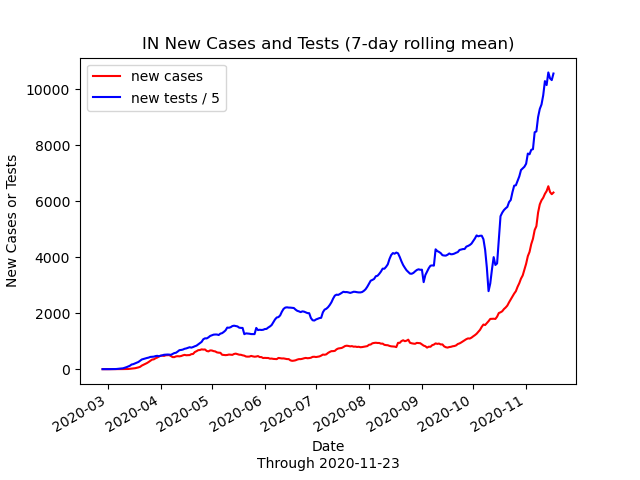 IN New Cases and Tests (7-day rolling mean)
new cases
new tests / 5
New Cases or Tests
10000
8000
6000
4000
2000
0
2020-03
2020-04
2020-05
2020-06
2020-07
2020-08
2020-09
2020-10
2020-11
Date
Through 2020-11-23